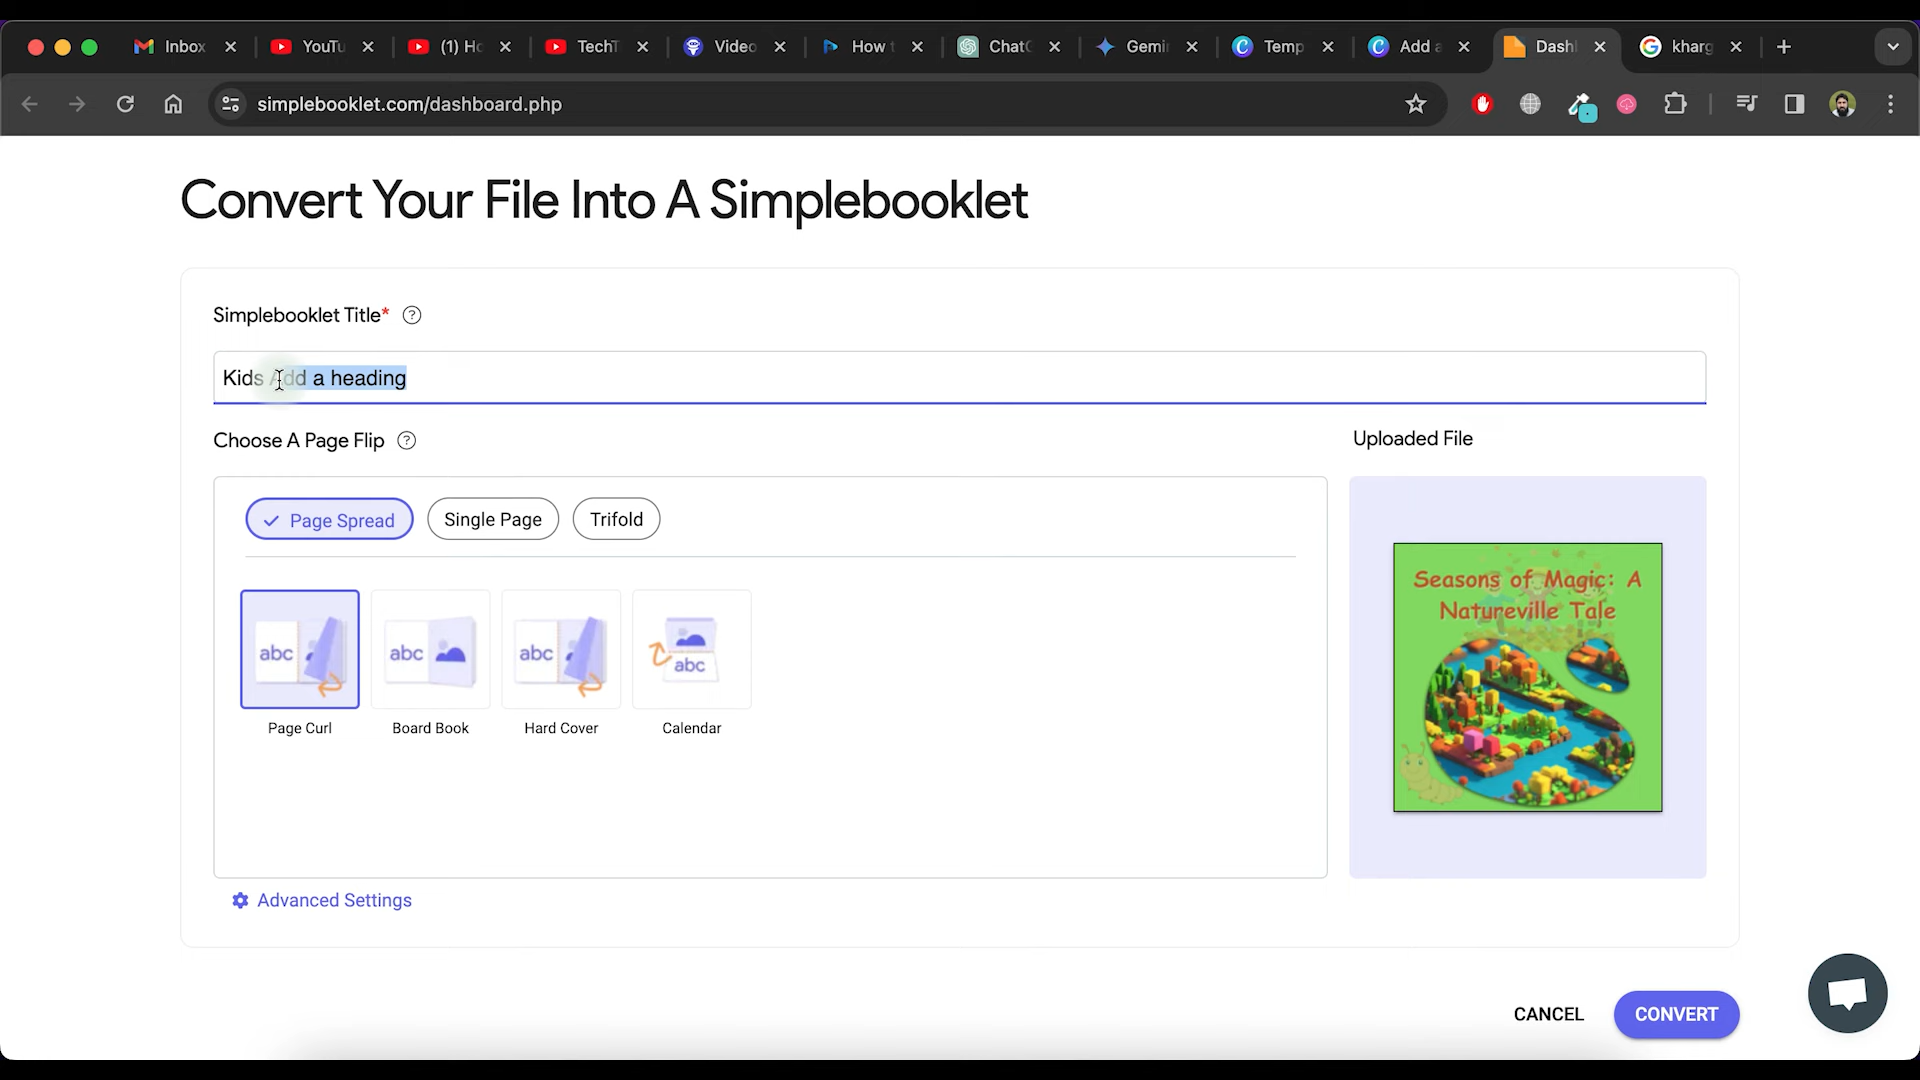 Inbox
YouTu
(1) Ho
TechT
Video
How t
ChatG
Gemi
Temp
Add a
Dash
kharg
simplebooklet.com/dashboard.php
Convert Your File Into A Simplebooklet
Simplebooklet Title*
Kids Add a heading
Choose A Page Flip
Uploaded File
Page Spread
Single Page
Trifold
Seasons of Magic: A
Natureville Tale
abc
abc
abc
abc
Page Curl
Board Book
Hard Cover
Calendar
Advanced Settings
CANCEL
CONVERT